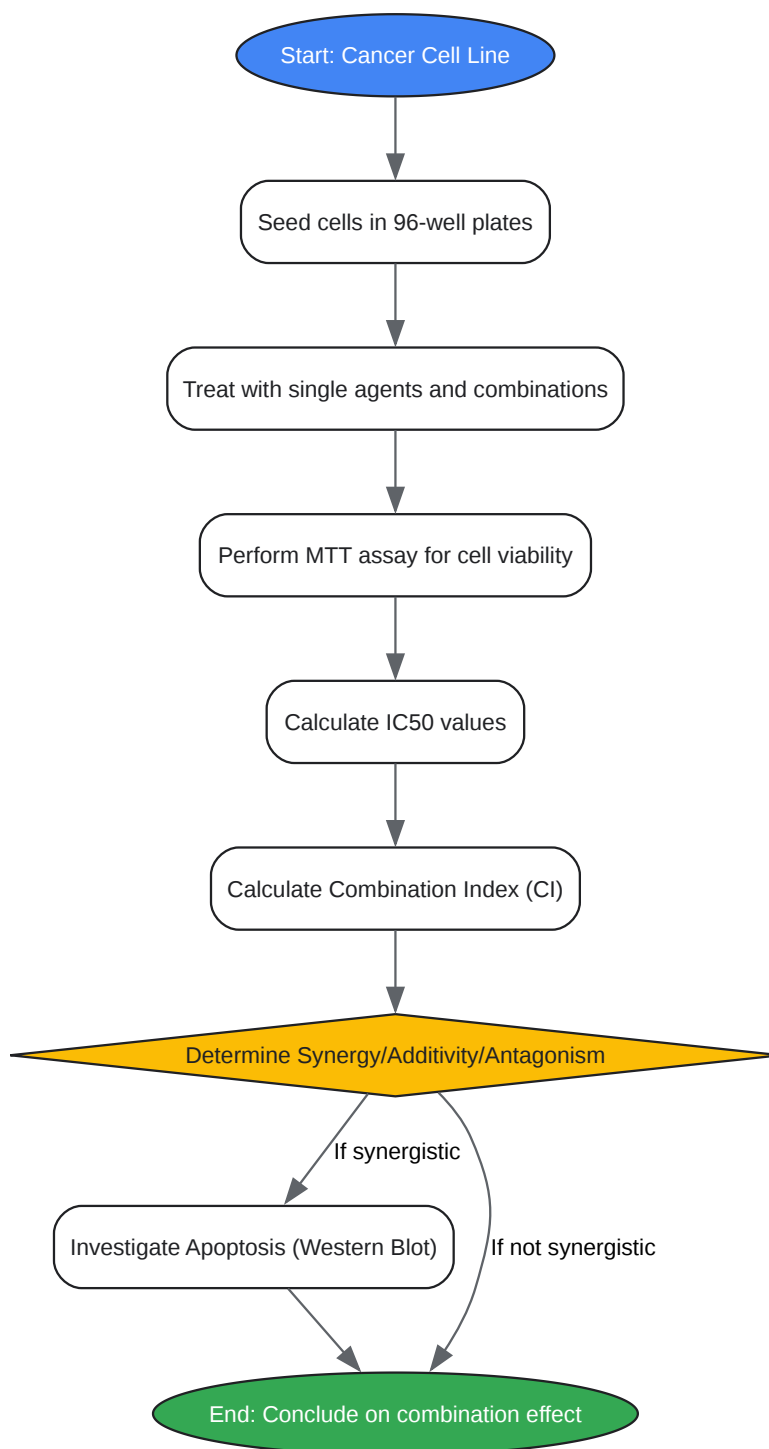 Start: Cancer Cell Line
Seed cells in 96-well plates
Treat with single agents and combinations
Perform MTT assay for cell viability
Calculate IC50 values
Calculate Combination Index (CI)
Determine Synergy/Additivity/Antagonism
If synergistic
Investigate Apoptosis (Western Blot)
If not synergistic
End: Conclude on combination effect